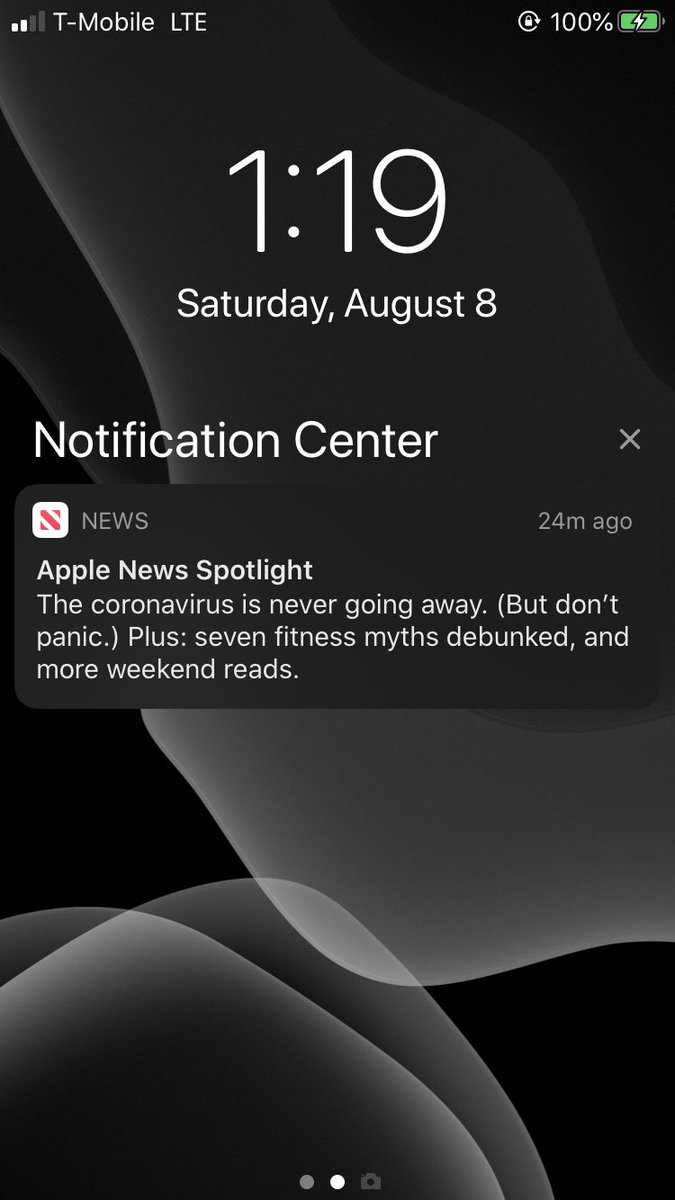 T-Mobile LTE 100%
1:19
Saturday, August 8
Notification Center
NEWS 24m ago
Apple News Spotlight
The coronavirus is never going away. (But don’t
panic.) Plus: seven fitness myths debunked, and
more weekend reads.